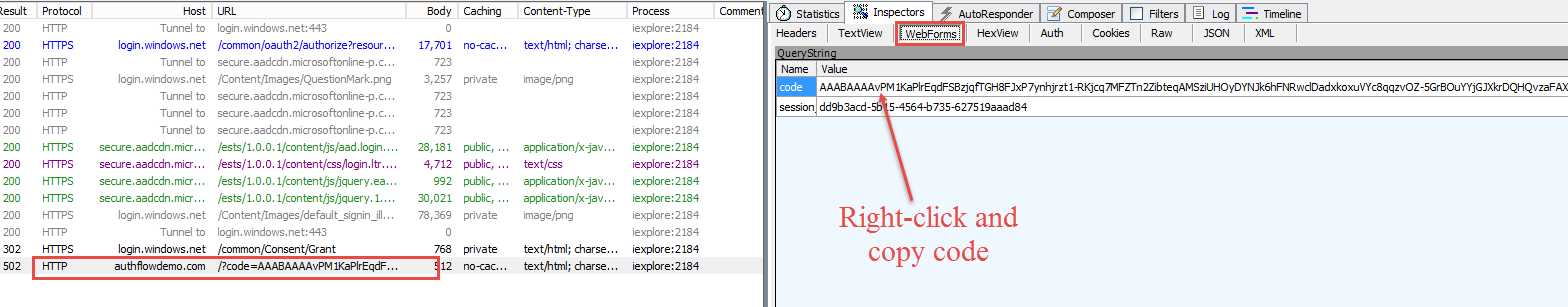 Result Protocol Host URL Body Caching Content-Type Process Comment
200 HTTP Tunnel to login.windows.net:443 0 iexplore:2184
200 HTTPS login.windows.net /common/oauth2/authorize?resour... 17,701 no-cac... text/html; charse... iexplore:2184
200 HTTP Tunnel to secure.aadcdn.microsoftonline-p.c... 723 iexplore:2184
200 HTTPS login.windows.net /Content/Images/QuestionMark.png 3,257 private image/png iexplore:2184
200 HTTP Tunnel to secure.aadcdn.microsoftonline-p.c... 723 iexplore:2184
200 HTTP Tunnel to secure.aadcdn.microsoftonline-p.c... 723 iexplore:2184
200 HTTP Tunnel to secure.aadcdn.microsoftonline-p.c... 723 iexplore:2184
200 HTTPS secure.aadcdn.micr... /ests/1.0.0.1/content/js/aad.login.... 28,181 public, ... application/x-jav... iexplore:2184
200 HTTPS secure.aadcdn.micr... /ests/1.0.0.1/content/css/login.ltr... 4,712 public, ... text/css iexplore:2184
200 HTTPS secure.aadcdn.micr... /ests/1.0.0.1/content/js/jquery.ea... 992 public, ... application/x-jav... iexplore:2184
200 HTTPS secure.aadcdn.micr... /ests/1.0.0.1/content/js/jquery.1.... 30,021 public, ... application/x-jav... iexplore:2184
200 HTTPS login.windows.net /Content/Images/default_signin_ill... 78,369 private image/png iexplore:2184
200 HTTP Tunnel to login.windows.net:443 0 iexplore:2184
302 HTTPS login.windows.net /common/Consent/Grant 768 private text/html; charse... iexplore:2184
502 HTTP authflowdemo.com /?code=AAABAAAAvPM1KaPlrEqdF... 512 no-cac... text/html; charse... iexplore:2184
Statistics Inspectors AutoResponder Composer Filters Log Timeline
Headers TextView WebForms HexView Auth Cookies Raw JSON XML
QueryString
Name Value
code AAABAAAAvPM1KaPlrEqdFSBzjqfTGH8FJxP7ynhjrzt1-RKjcq7MFZTn2ZibteqAMSziUHOyDYNJk6hFNRwdDadxkoxuVYc8qqzvOZ-5GrBOuYYjGJXkrDQHQvzaFAX
session_ dd9b3acd-5b15-4564-b735-627519aaad84
Right-click and
copy code